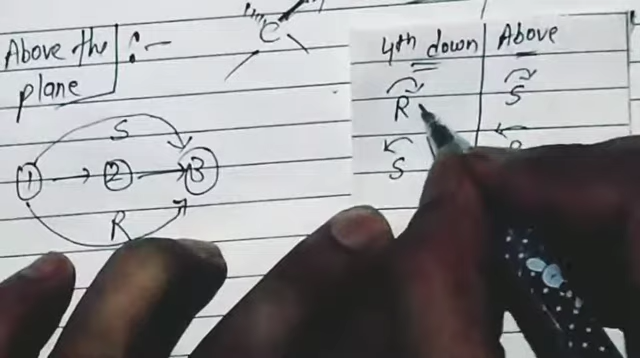 Above the :-
plane
C
S
1 → 2 → 3
R
4th down Above
R S
S